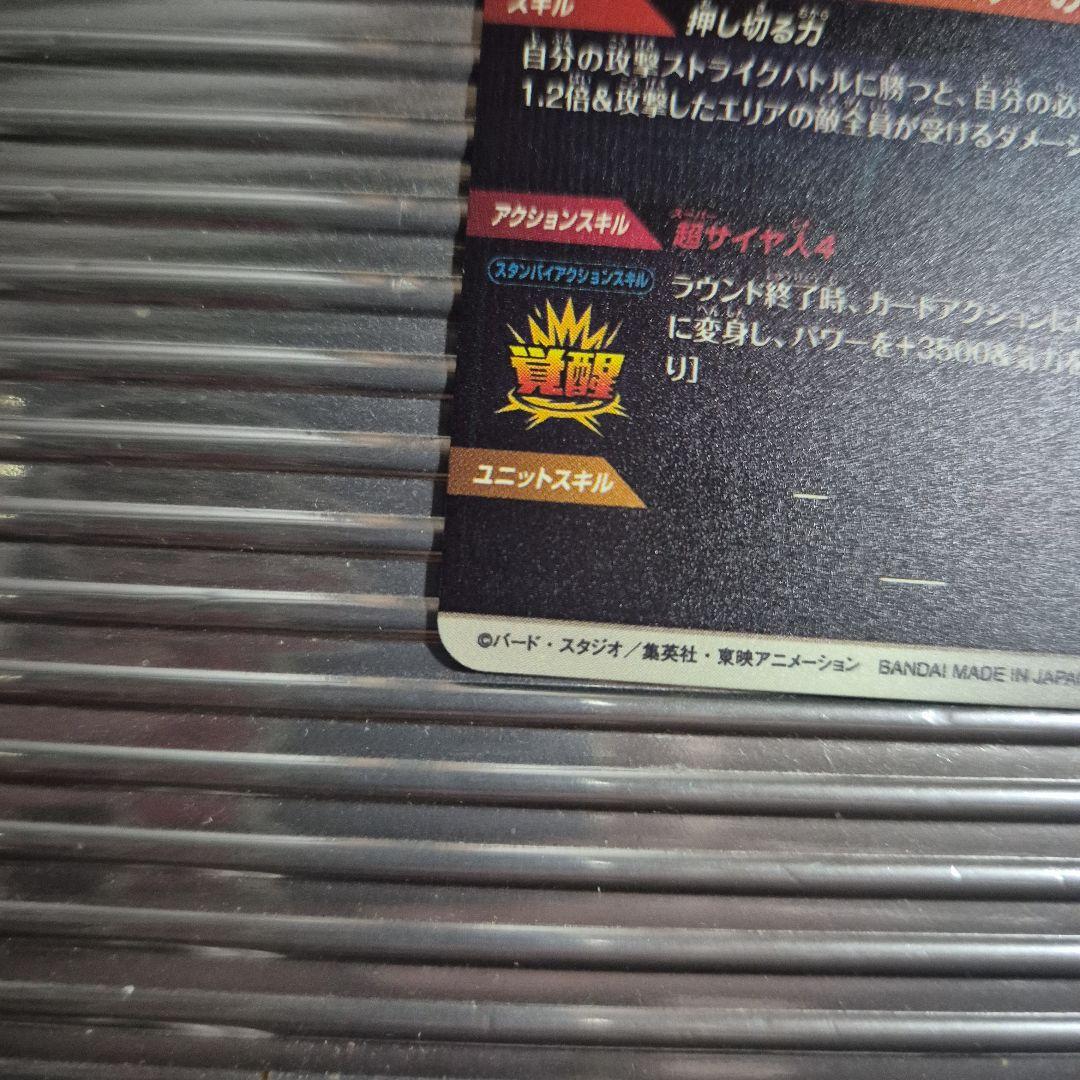 スキル
押し切る力
自分の攻撃ストライクバトルに勝つと、自分の必
1.2倍&攻撃したエリアの敵全員が受けるダメージ
アクションスキル
超サイヤ人4
スタンバイアクションスキル
覚醒
ラウンド終了時、カードアクションに
に変身し、パワーを+3500&気力を
り]
ユニットスキル
©バード・スタジオ/集英社・東映アニメーション BANDAI MADE IN JAPAN